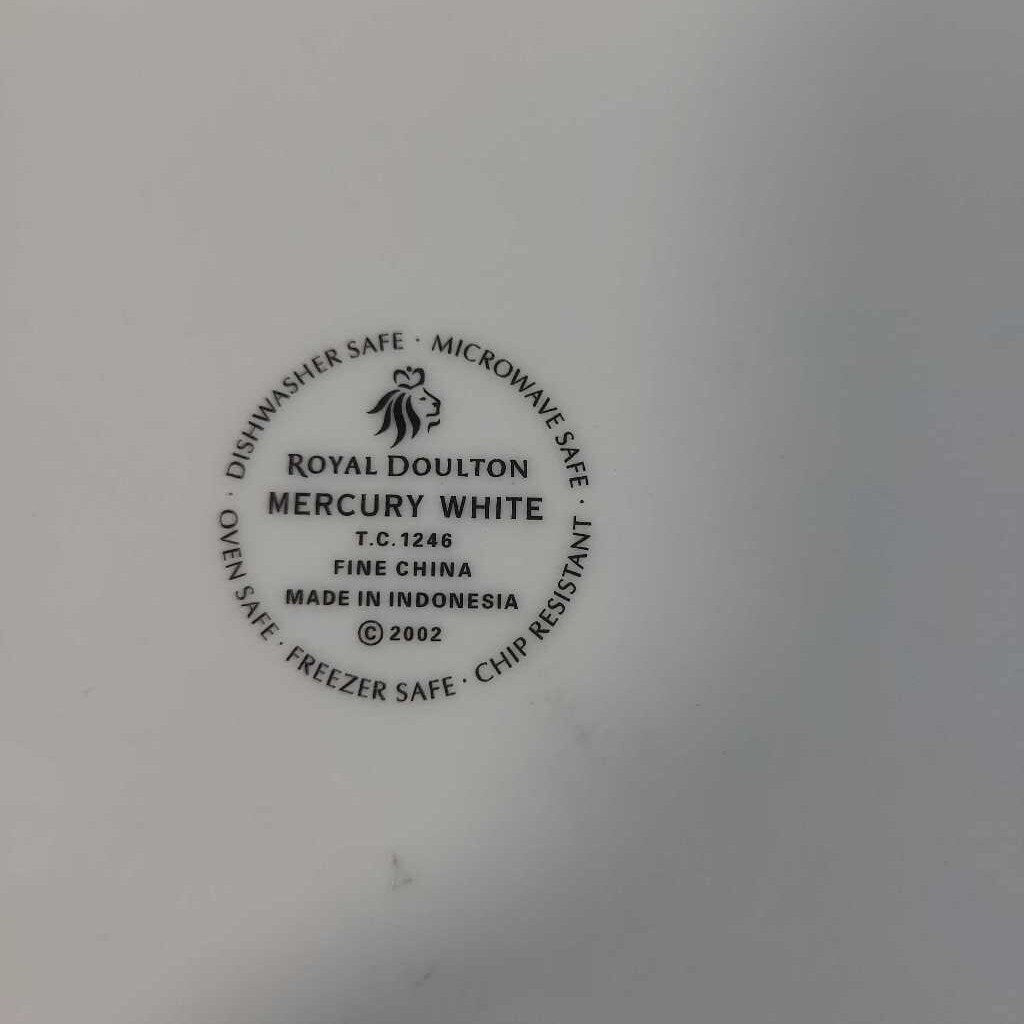 DISHWASHER SAFE · MICROWAVE SAFE · CHIP RESISTANT · FREEZER SAFE · OVEN SAFE ·
ROYAL DOULTON
MERCURY WHITE
T.C.1246
FINE CHINA
MADE IN INDONESIA
© 2002